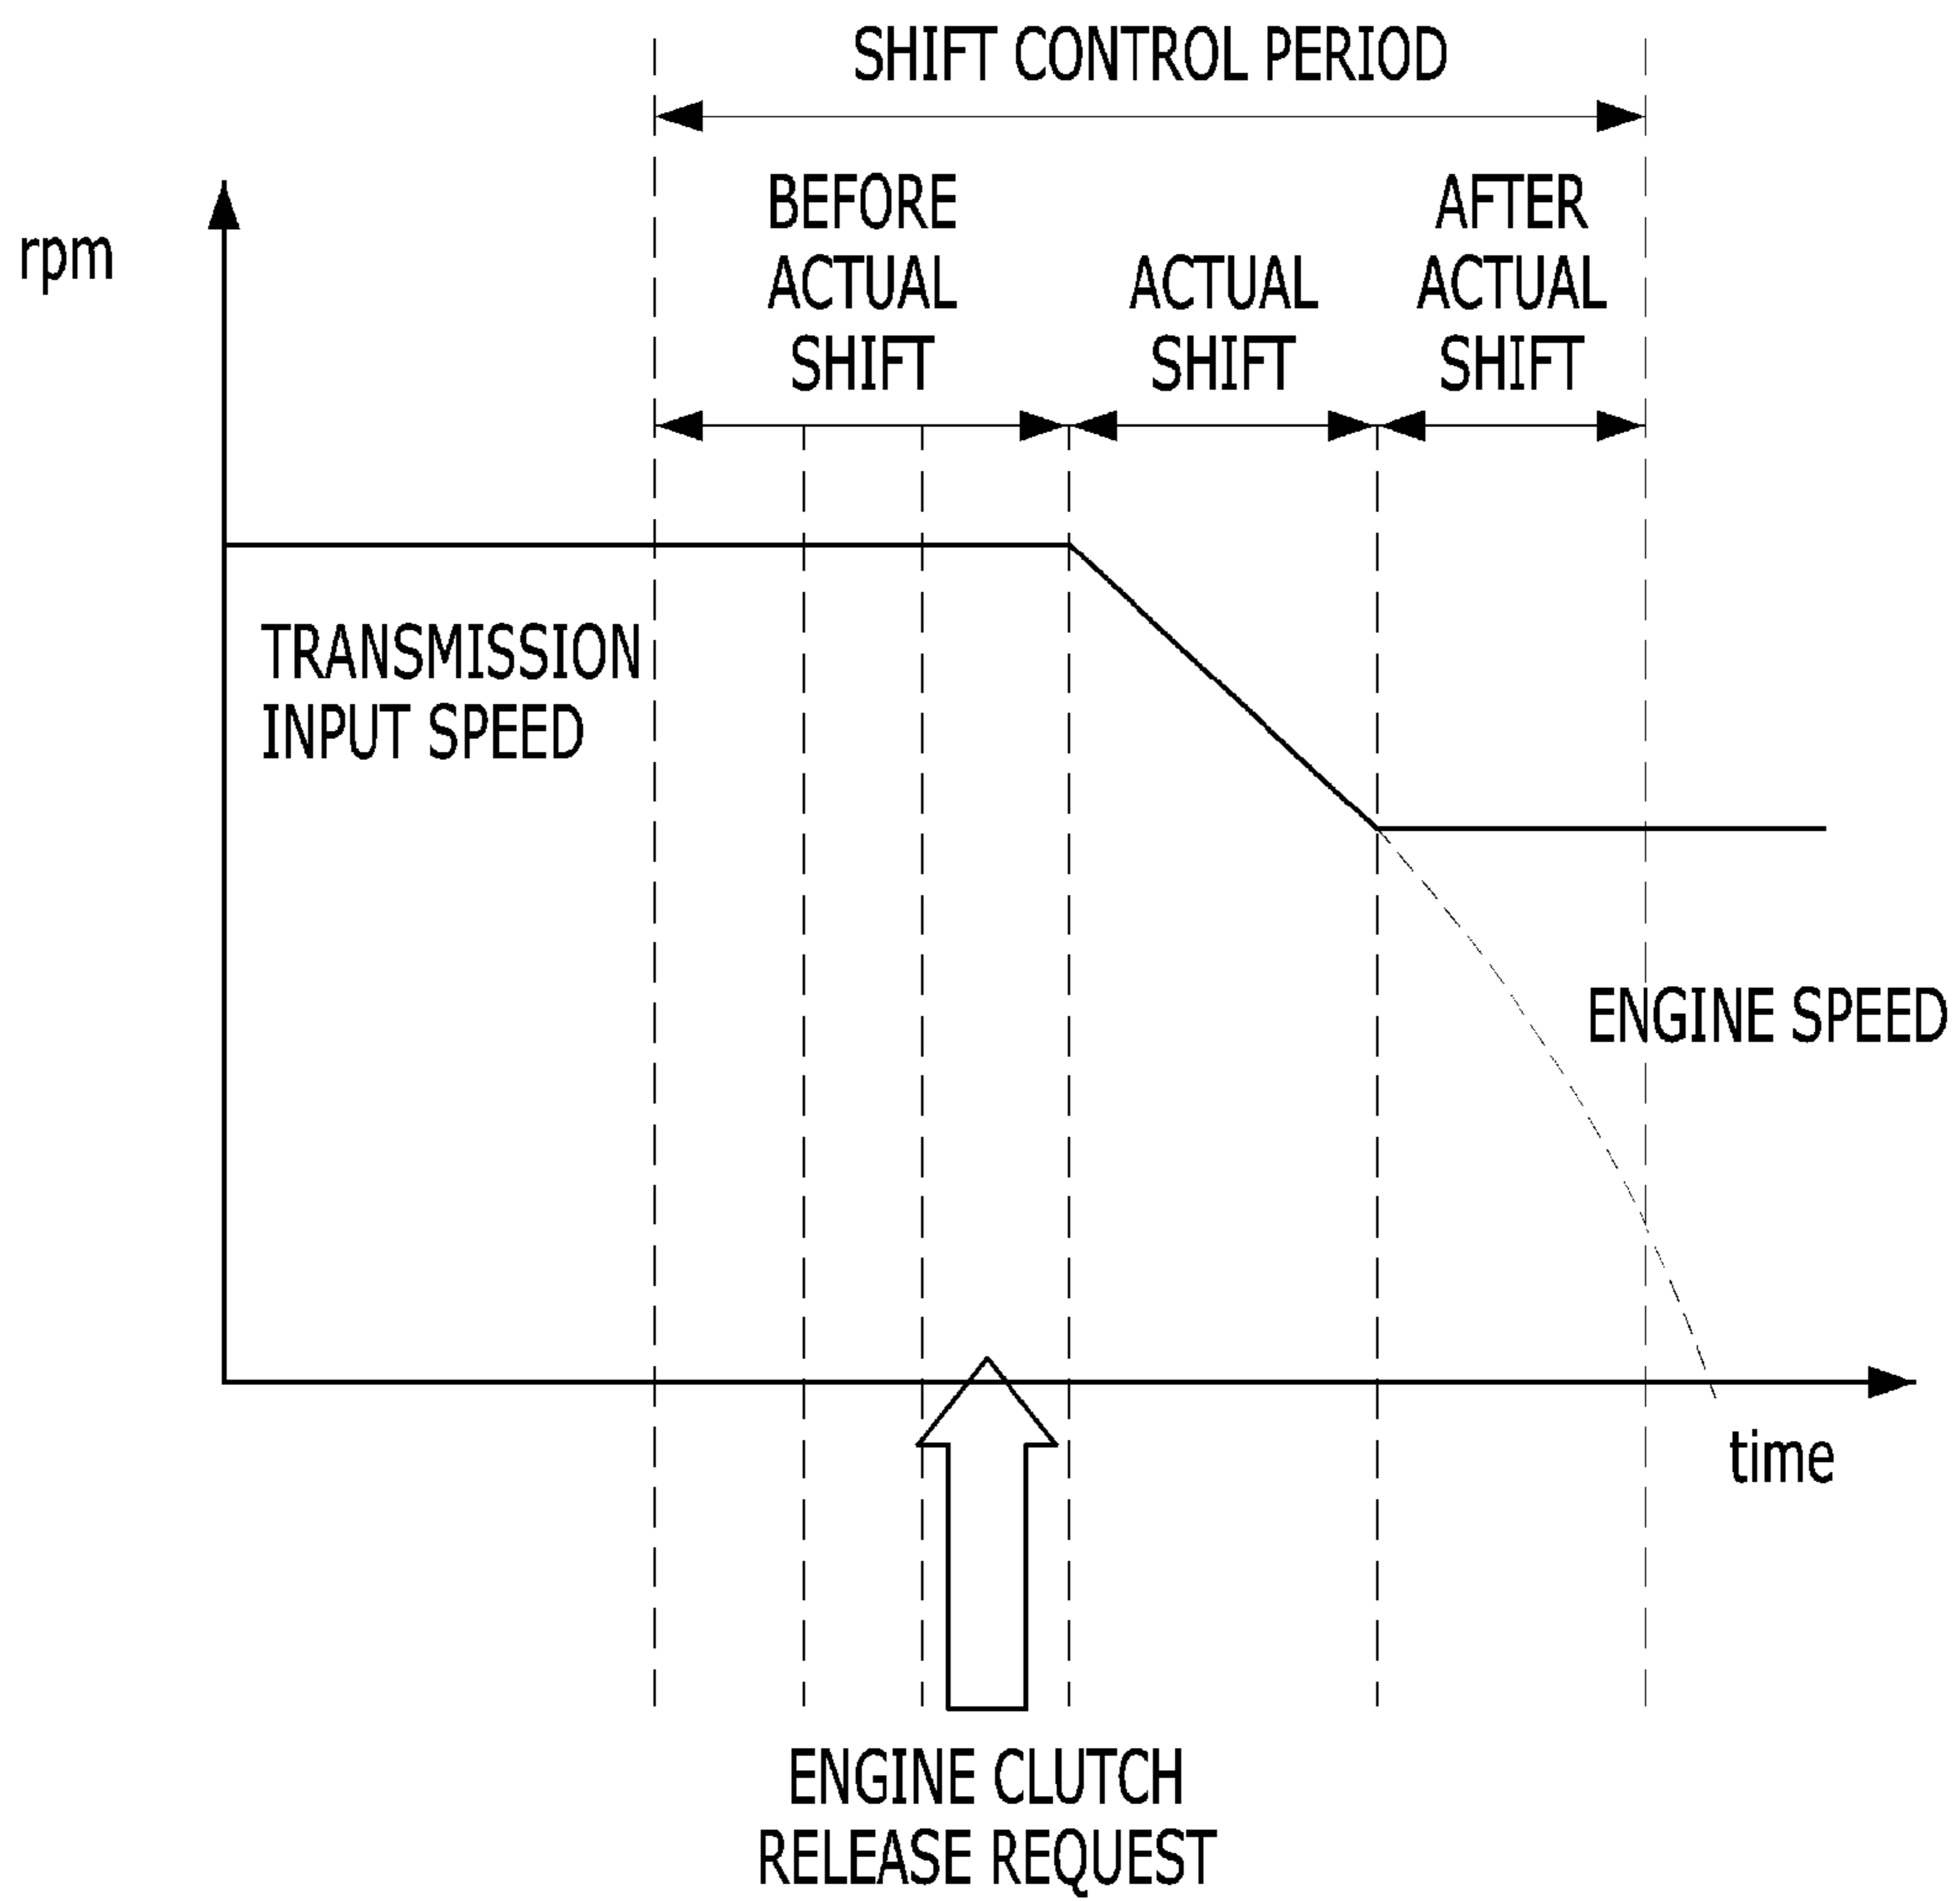 SHIFT CONTROL PERIOD
rpm
BEFORE
ACTUAL
SHIFT
ACTUAL
SHIFT
AFTER
ACTUAL
SHIFT
TRANSMISSION
INPUT SPEED
ENGINE SPEED
time
ENGINE CLUTCH
RELEASE REQUEST